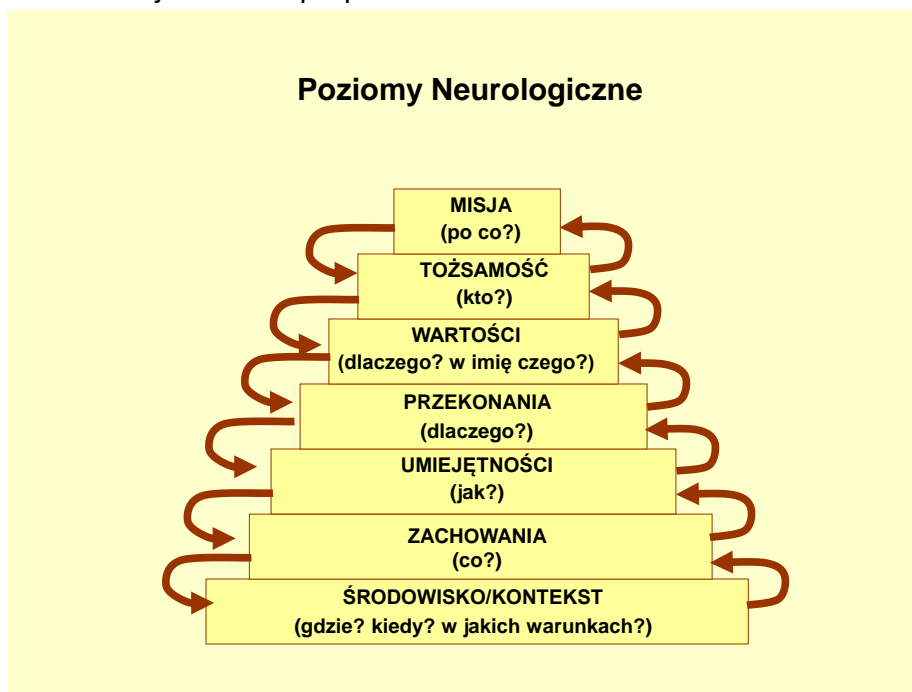 Poziomy Neurologiczne
MISJA
(po co?)
TOŻSAMOŚĆ
(kto?)
WARTOŚCI
(dlaczego? w imię czego?)
PRZEKONANIA
(dlaczego?)
UMIEJĘTNOŚCI
(jak?)
ZACHOWANIA
(co?)
ŚRODOWISKO/KONTEKST
(gdzie? kiedy? w jakich warunkach?)